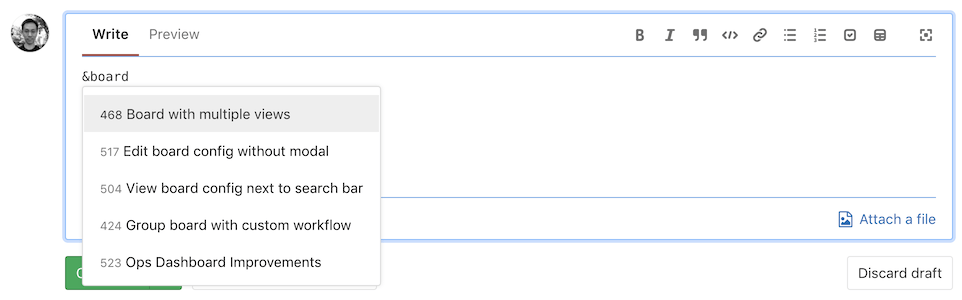 Write Preview
&board
468 Board with multiple views
517 Edit board config without modal
504 View board config next to search bar
424 Group board with custom workflow
523 Ops Dashboard Improvements
Attach a file
Discard draft